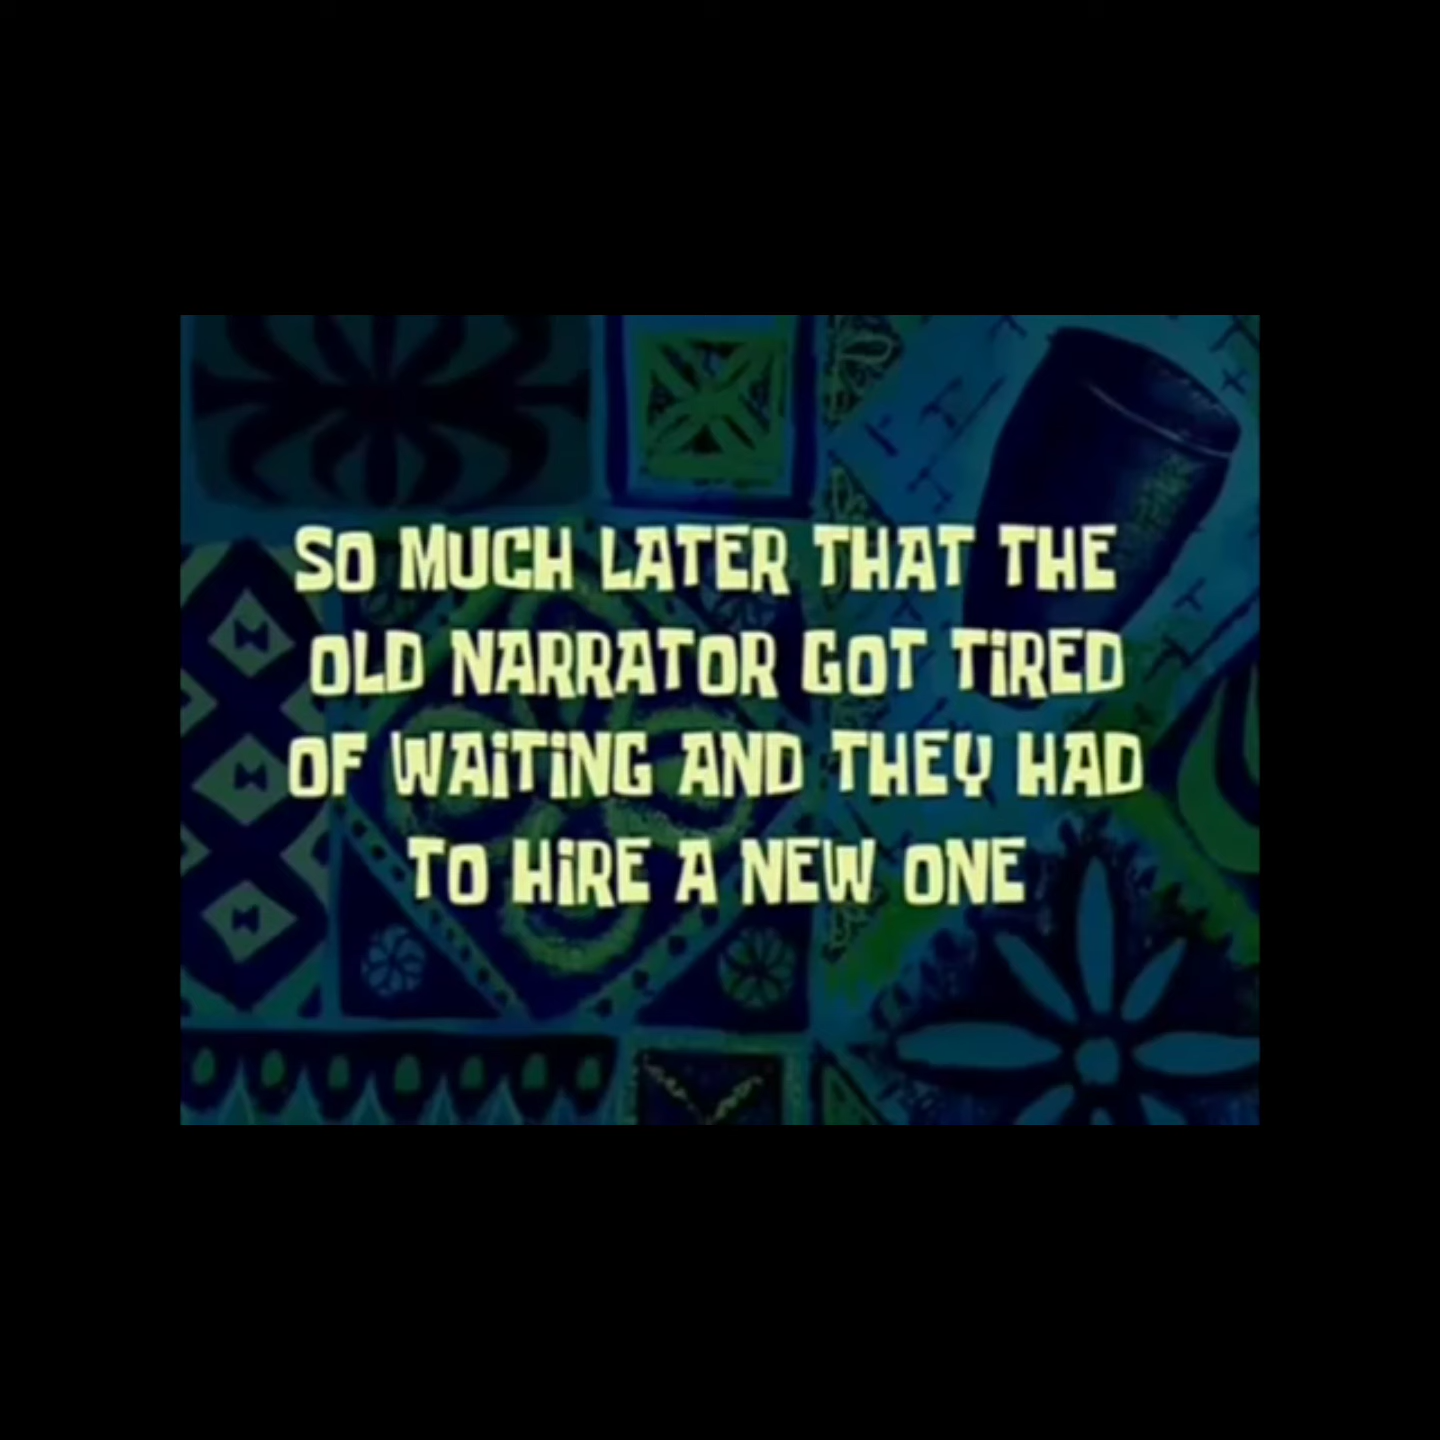 SO MUCH LATER THAT THE
OLD NARRATOR GOT TiRED
OF WAiTiNG AND THEY HAD
TO HiRE A NEW ONE